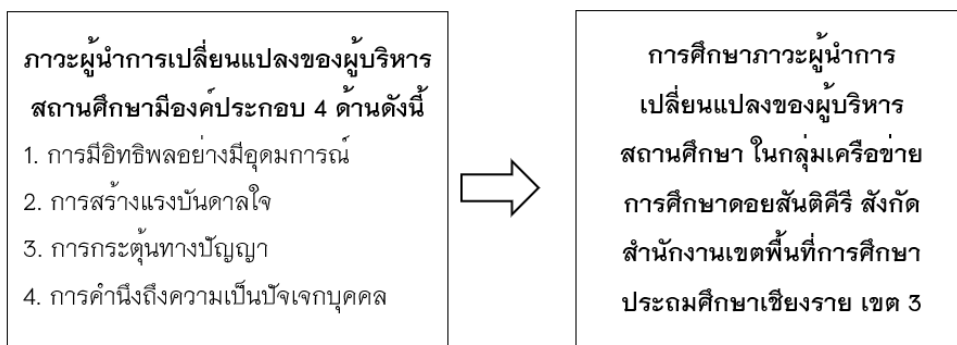 ภาวะผู้นำการเปลี่ยนแปลงของผู้บริหาร
สถานศึกษามีองค์ประกอบ 4 ด้านดังนี้
1. การมีอิทธิพลอย่างมีอุดมการณ์
2. การสร้างแรงบันดาลใจ
3. การกระตุ้นทางปัญญา
4. การคำนึงถึงความเป็นปัจเจกบุคคล
การศึกษาภาวะผู้นำการ
เปลี่ยนแปลงของผู้บริหาร
สถานศึกษา ในกลุ่มเครือข่าย
การศึกษาดอยสันติคีรี สังกัด
สำนักงานเขตพื้นที่การศึกษา
ประถมศึกษาเชียงราย เขต 3